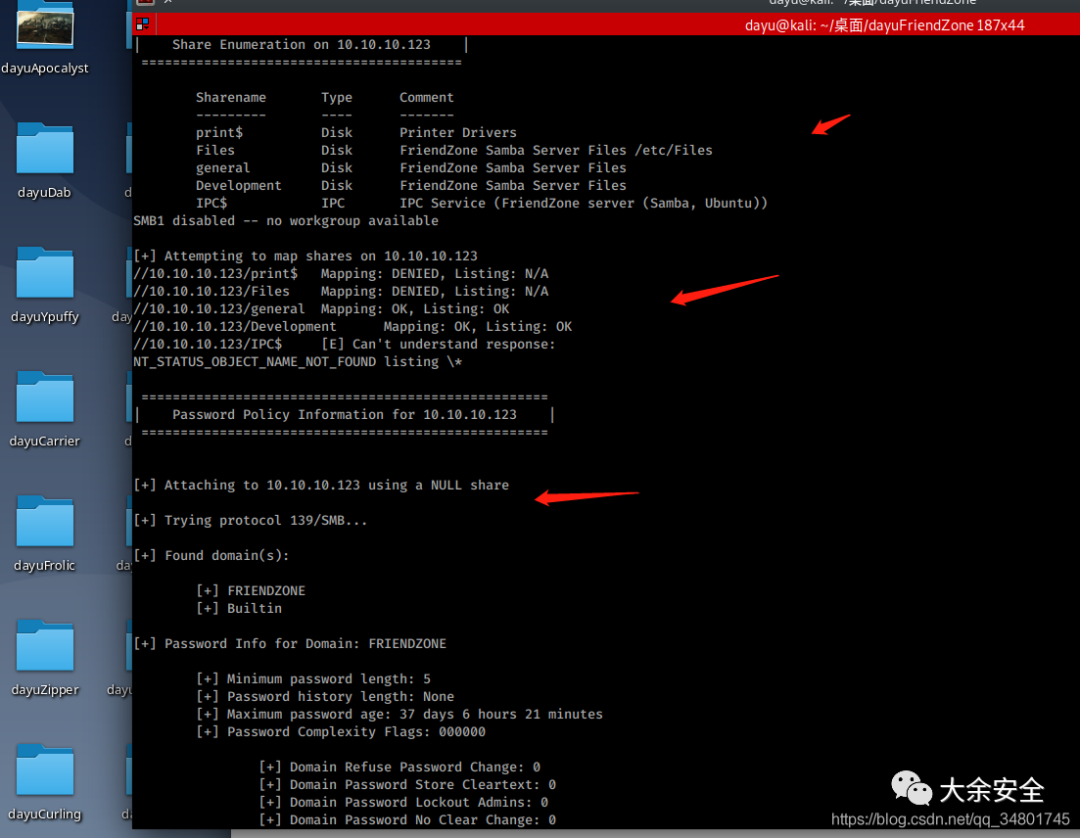 dayu@kali: ~/桌面/dayuFriendZone
dayu@kali: ~/桌面/dayuFriendZone 187x44
dayuApocalyst
dayuDab
dayuYpuffy
dayuCarrier
dayuFrolic
dayuZipper
dayuCurling
| Share Enumeration on 10.10.10.123 |
=========================================
Sharename Type Comment
--------- ---- -------
print$ Disk Printer Drivers
Files Disk FriendZone Samba Server Files /etc/Files
general Disk FriendZone Samba Server Files
Development Disk FriendZone Samba Server Files
IPC$ IPC IPC Service (FriendZone server (Samba, Ubuntu))
SMB1 disabled -- no workgroup available
[+] Attempting to map shares on 10.10.10.123
//10.10.10.123/print$ Mapping: DENIED, Listing: N/A
//10.10.10.123/Files Mapping: DENIED, Listing: N/A
//10.10.10.123/general Mapping: OK, Listing: OK
//10.10.10.123/Development Mapping: OK, Listing: OK
//10.10.10.123/IPC$ [E] Can't understand response:
NT_STATUS_OBJECT_NAME_NOT_FOUND listing \*
====================================================
| Password Policy Information for 10.10.10.123 |
====================================================
[+] Attaching to 10.10.10.123 using a NULL share
[+] Trying protocol 139/SMB...
[+] Found domain(s):
[+] FRIENDZONE
[+] Builtin
[+] Password Info for Domain: FRIENDZONE
[+] Minimum password length: 5
[+] Password history length: None
[+] Maximum password age: 37 days 6 hours 21 minutes
[+] Password Complexity Flags: 000000
[+] Domain Refuse Password Change: 0
[+] Domain Password Store Cleartext: 0
[+] Domain Password Lockout Admins: 0
[+] Domain Password No Clear Change: 0
大余安全
https://blog.csdn.net/qq_34801745